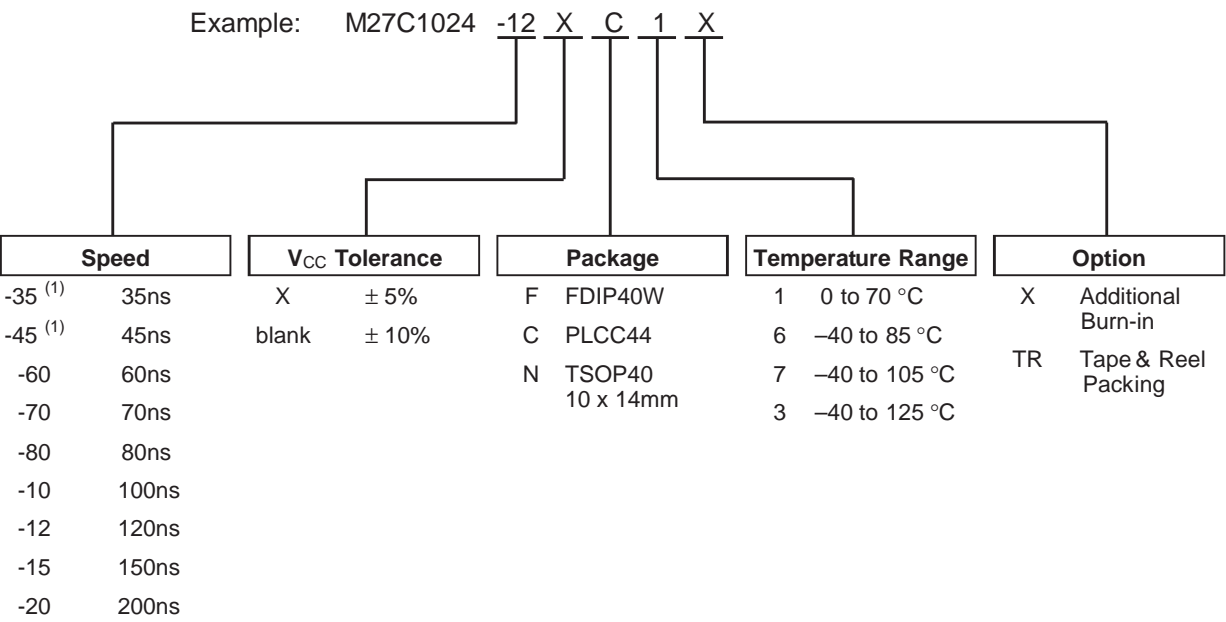 Example: M27C1024 -12 X C 1 X
Speed
-35 (1) 35ns
-45 (1) 45ns
-60 60ns
-70 70ns
-80 80ns
-10 100ns
-12 120ns
-15 150ns
-20 200ns
VCC Tolerance
X ± 5%
blank ± 10%
Package
F FDIP40W
C PLCC44
N TSOP40
10 x 14mm
Temperature Range
1 0 to 70 °C
6 –40 to 85 °C
7 –40 to 105 °C
3 –40 to 125 °C
Option
X Additional
Burn-in
TR Tape & Reel
Packing